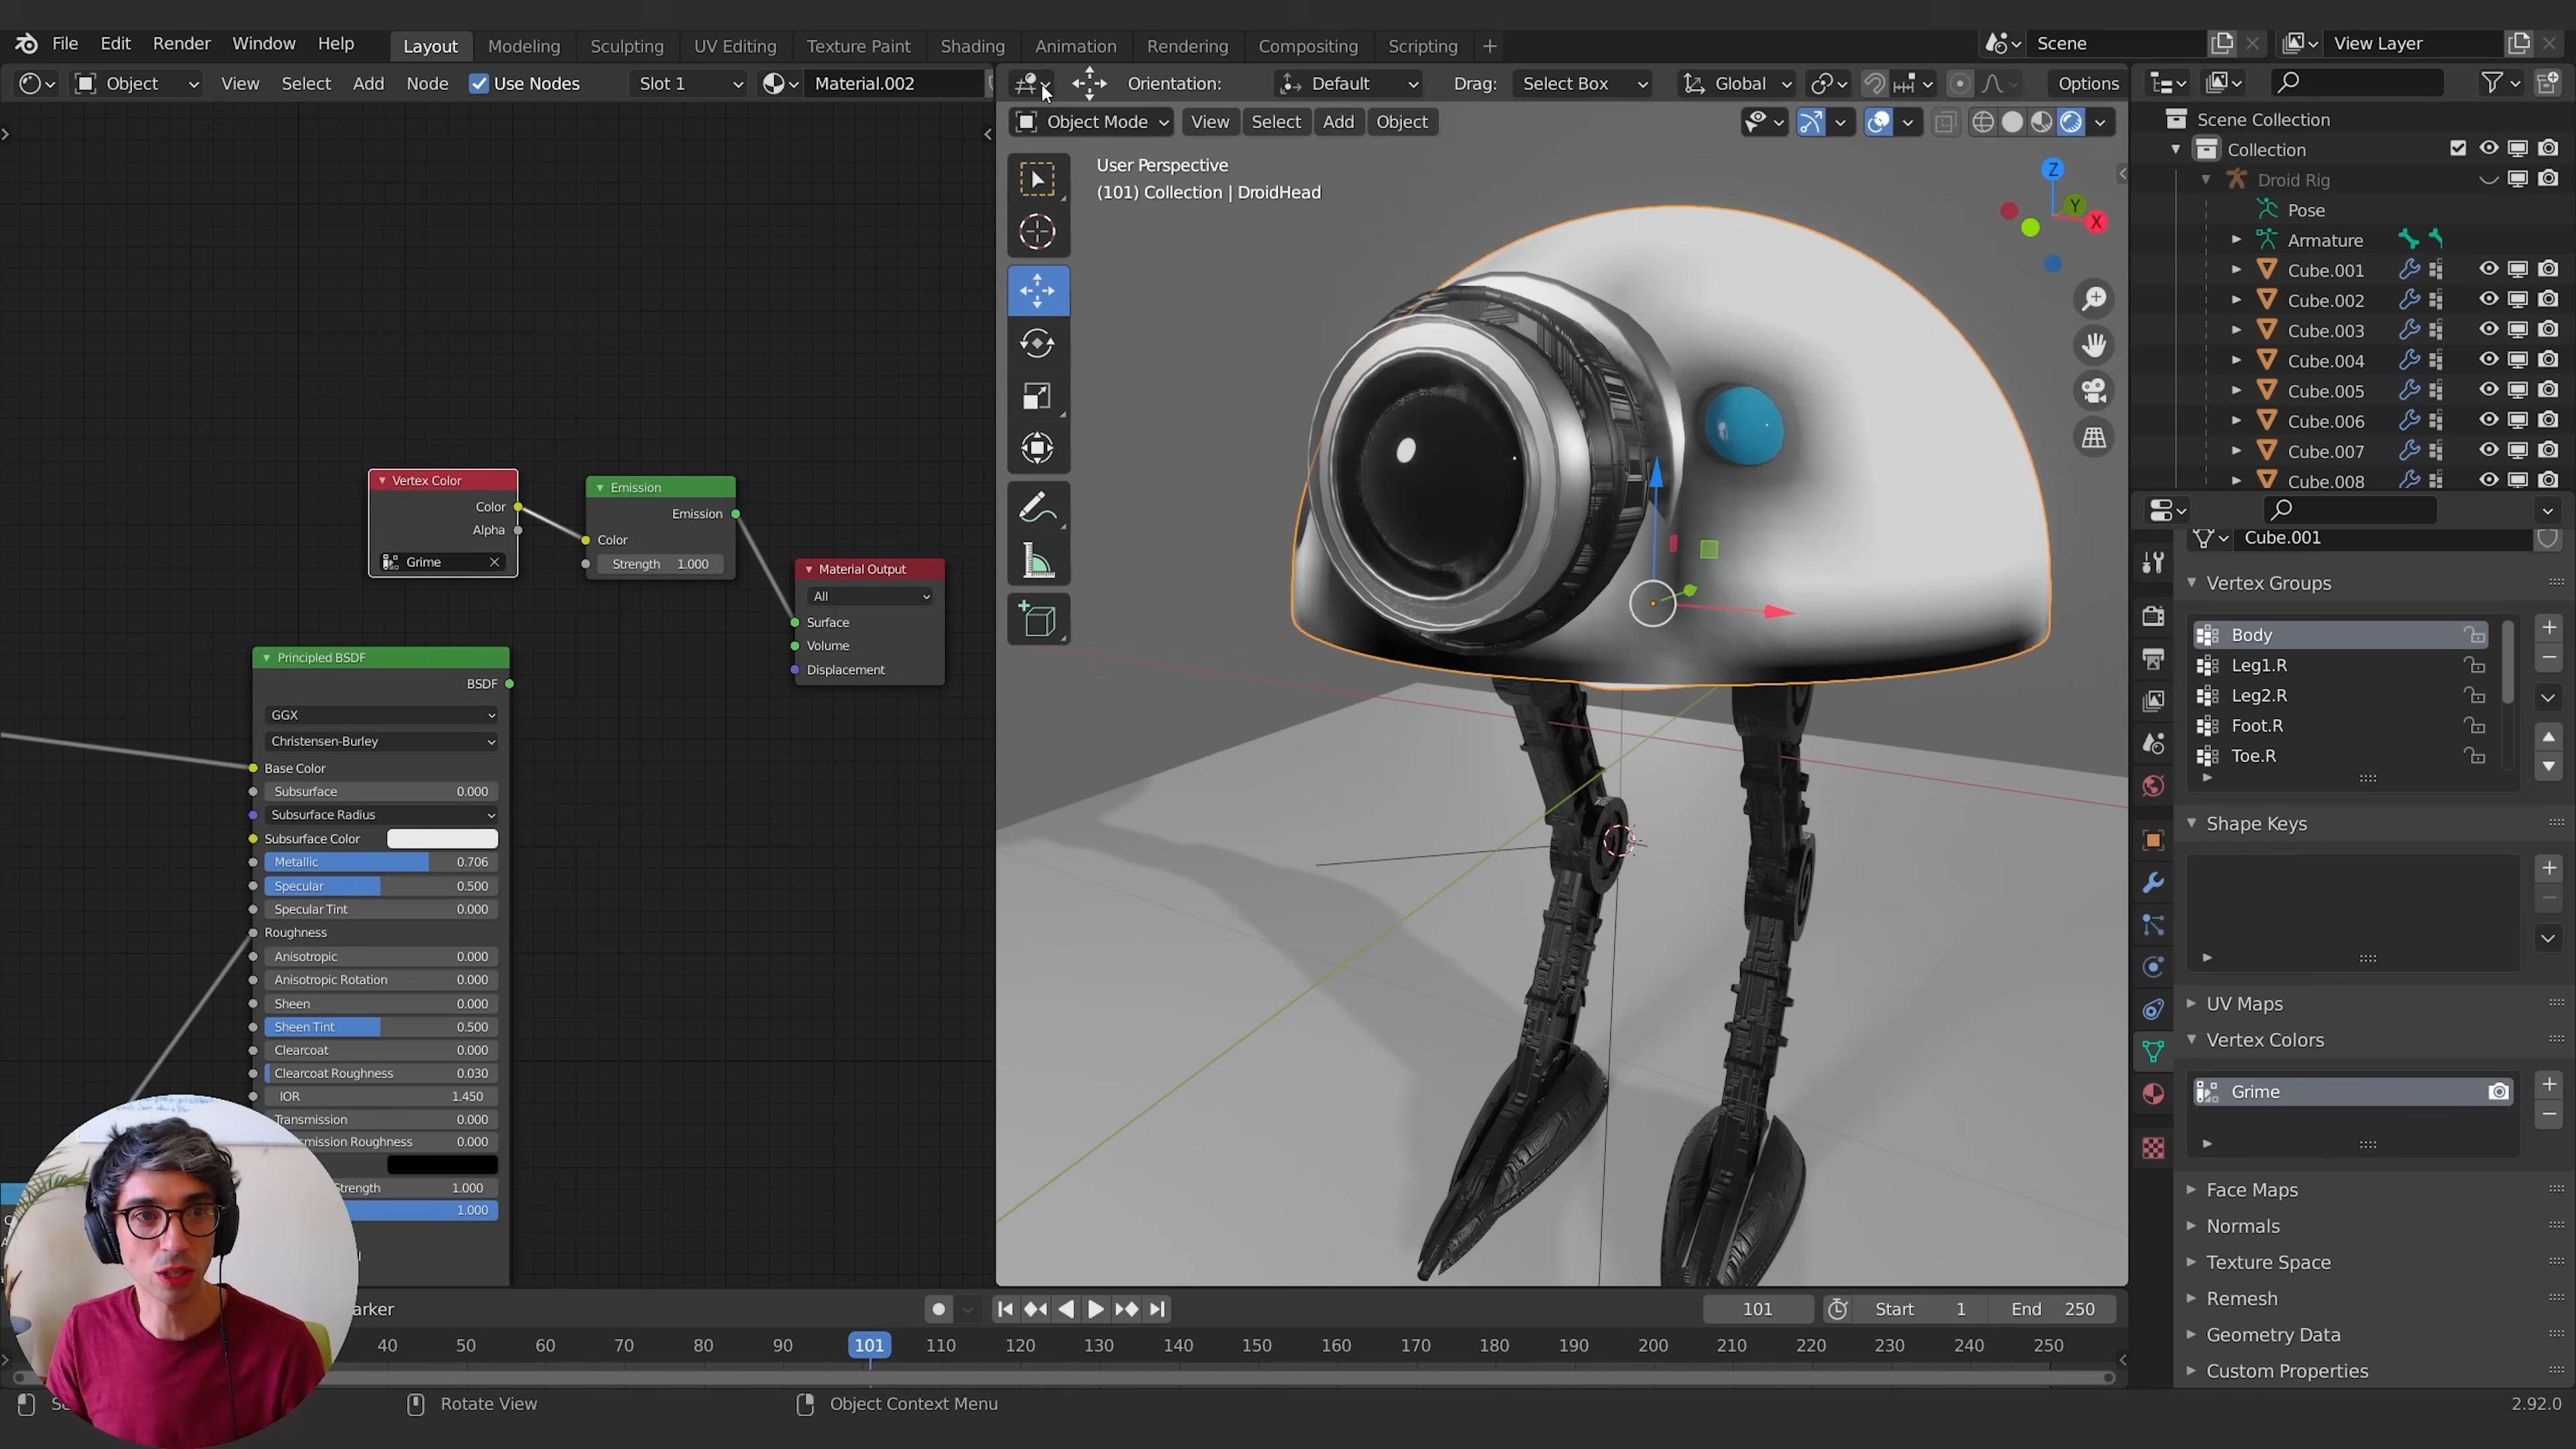 File Edit Render Window Help Layout Modeling Sculpting UV Editing Texture Paint Shading Animation Rendering Compositing Scripting Scene View Layer
Object View Select Add Node Use Nodes Slot 1 Material.002 Orientation: Default Drag: Select Box Global Options
Object Mode View Select Add Object
User Perspective
(101) Collection | DroidHead
Z
Y
X
Vertex Color
Color
Alpha
Grime
Emission
Emission
Color
Strength 1.000
Material Output
All
Surface
Volume
Displacement
Principled BSDF
BSDF
GGX
Christensen-Burley
Base Color
Subsurface 0.000
Subsurface Radius
Subsurface Color
Metallic 0.706
Specular 0.500
Specular Tint 0.000
Roughness
Anisotropic 0.000
Anisotropic Rotation 0.000
Sheen 0.000
Sheen Tint 0.500
Clearcoat 0.000
Clearcoat Roughness 0.030
IOR 1.450
Transmission 0.000
mission Roughness 0.000
Strength 1.000
1.000
Scene Collection
Collection
Droid Rig
Pose
Armature
Cube.001
Cube.002
Cube.003
Cube.004
Cube.005
Cube.006
Cube.007
Cube.008
Cube.001
Vertex Groups
Body
Leg1.R
Leg2.R
Foot.R
Toe.R
Shape Keys
UV Maps
Vertex Colors
Grime
Face Maps
Normals
Texture Space
Remesh
Geometry Data
Custom Properties
arker 101 Start 1 End 250
40 50 60 70 80 90 101 110 120 130 140 150 160 170 180 190 200 210 220 230 240 250
Rotate View Object Context Menu 2.92.0